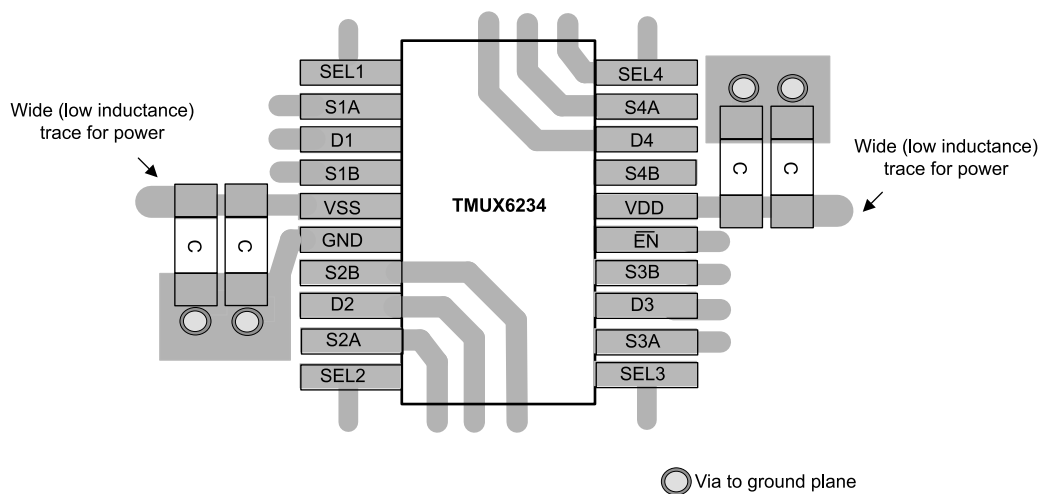 SEL1
S1A
D1
S1B
VSS
GND
S2B
D2
S2A
SEL2
TMUX6234
SEL4
S4A
D4
S4B
VDD
E̅N̅
S3B
D3
S3A
SEL3
Wide (low inductance)
trace for power
C
C
C
C
Wide (low inductance)
trace for power
Via to ground plane